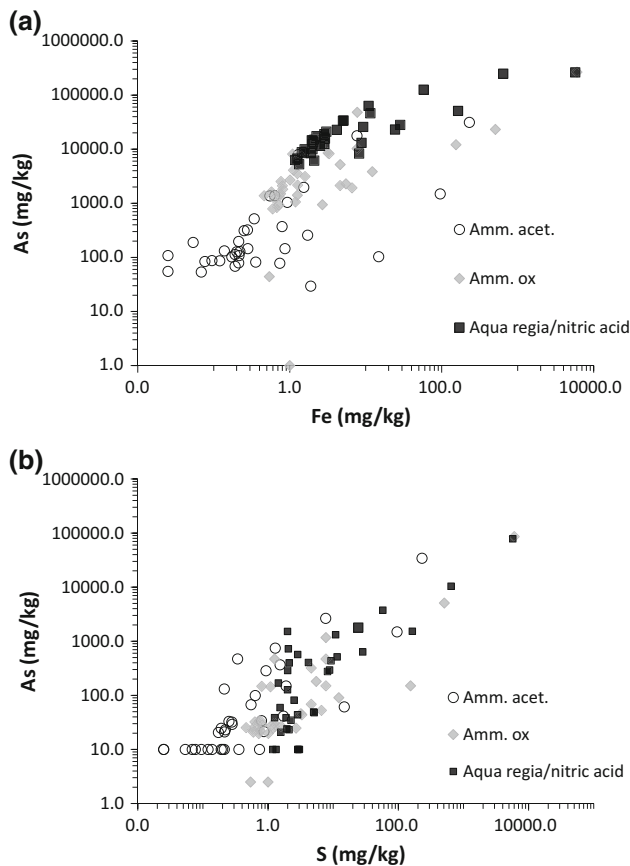 (a)
1000000.0
100000.0
10000.0
1000.0
100.0
10.0
1.0
As (mg/kg)
0.0 1.0 100.0 10000.0
Fe (mg/kg)
Amm. acet.
Amm. ox
Aqua regia/nitric acid
(b)
1000000.0
100000.0
10000.0
1000.0
100.0
10.0
1.0
As (mg/kg)
0.0 1.0 100.0 10000.0
S (mg/kg)
Amm. acet.
Amm. ox
Aqua regia/nitric acid